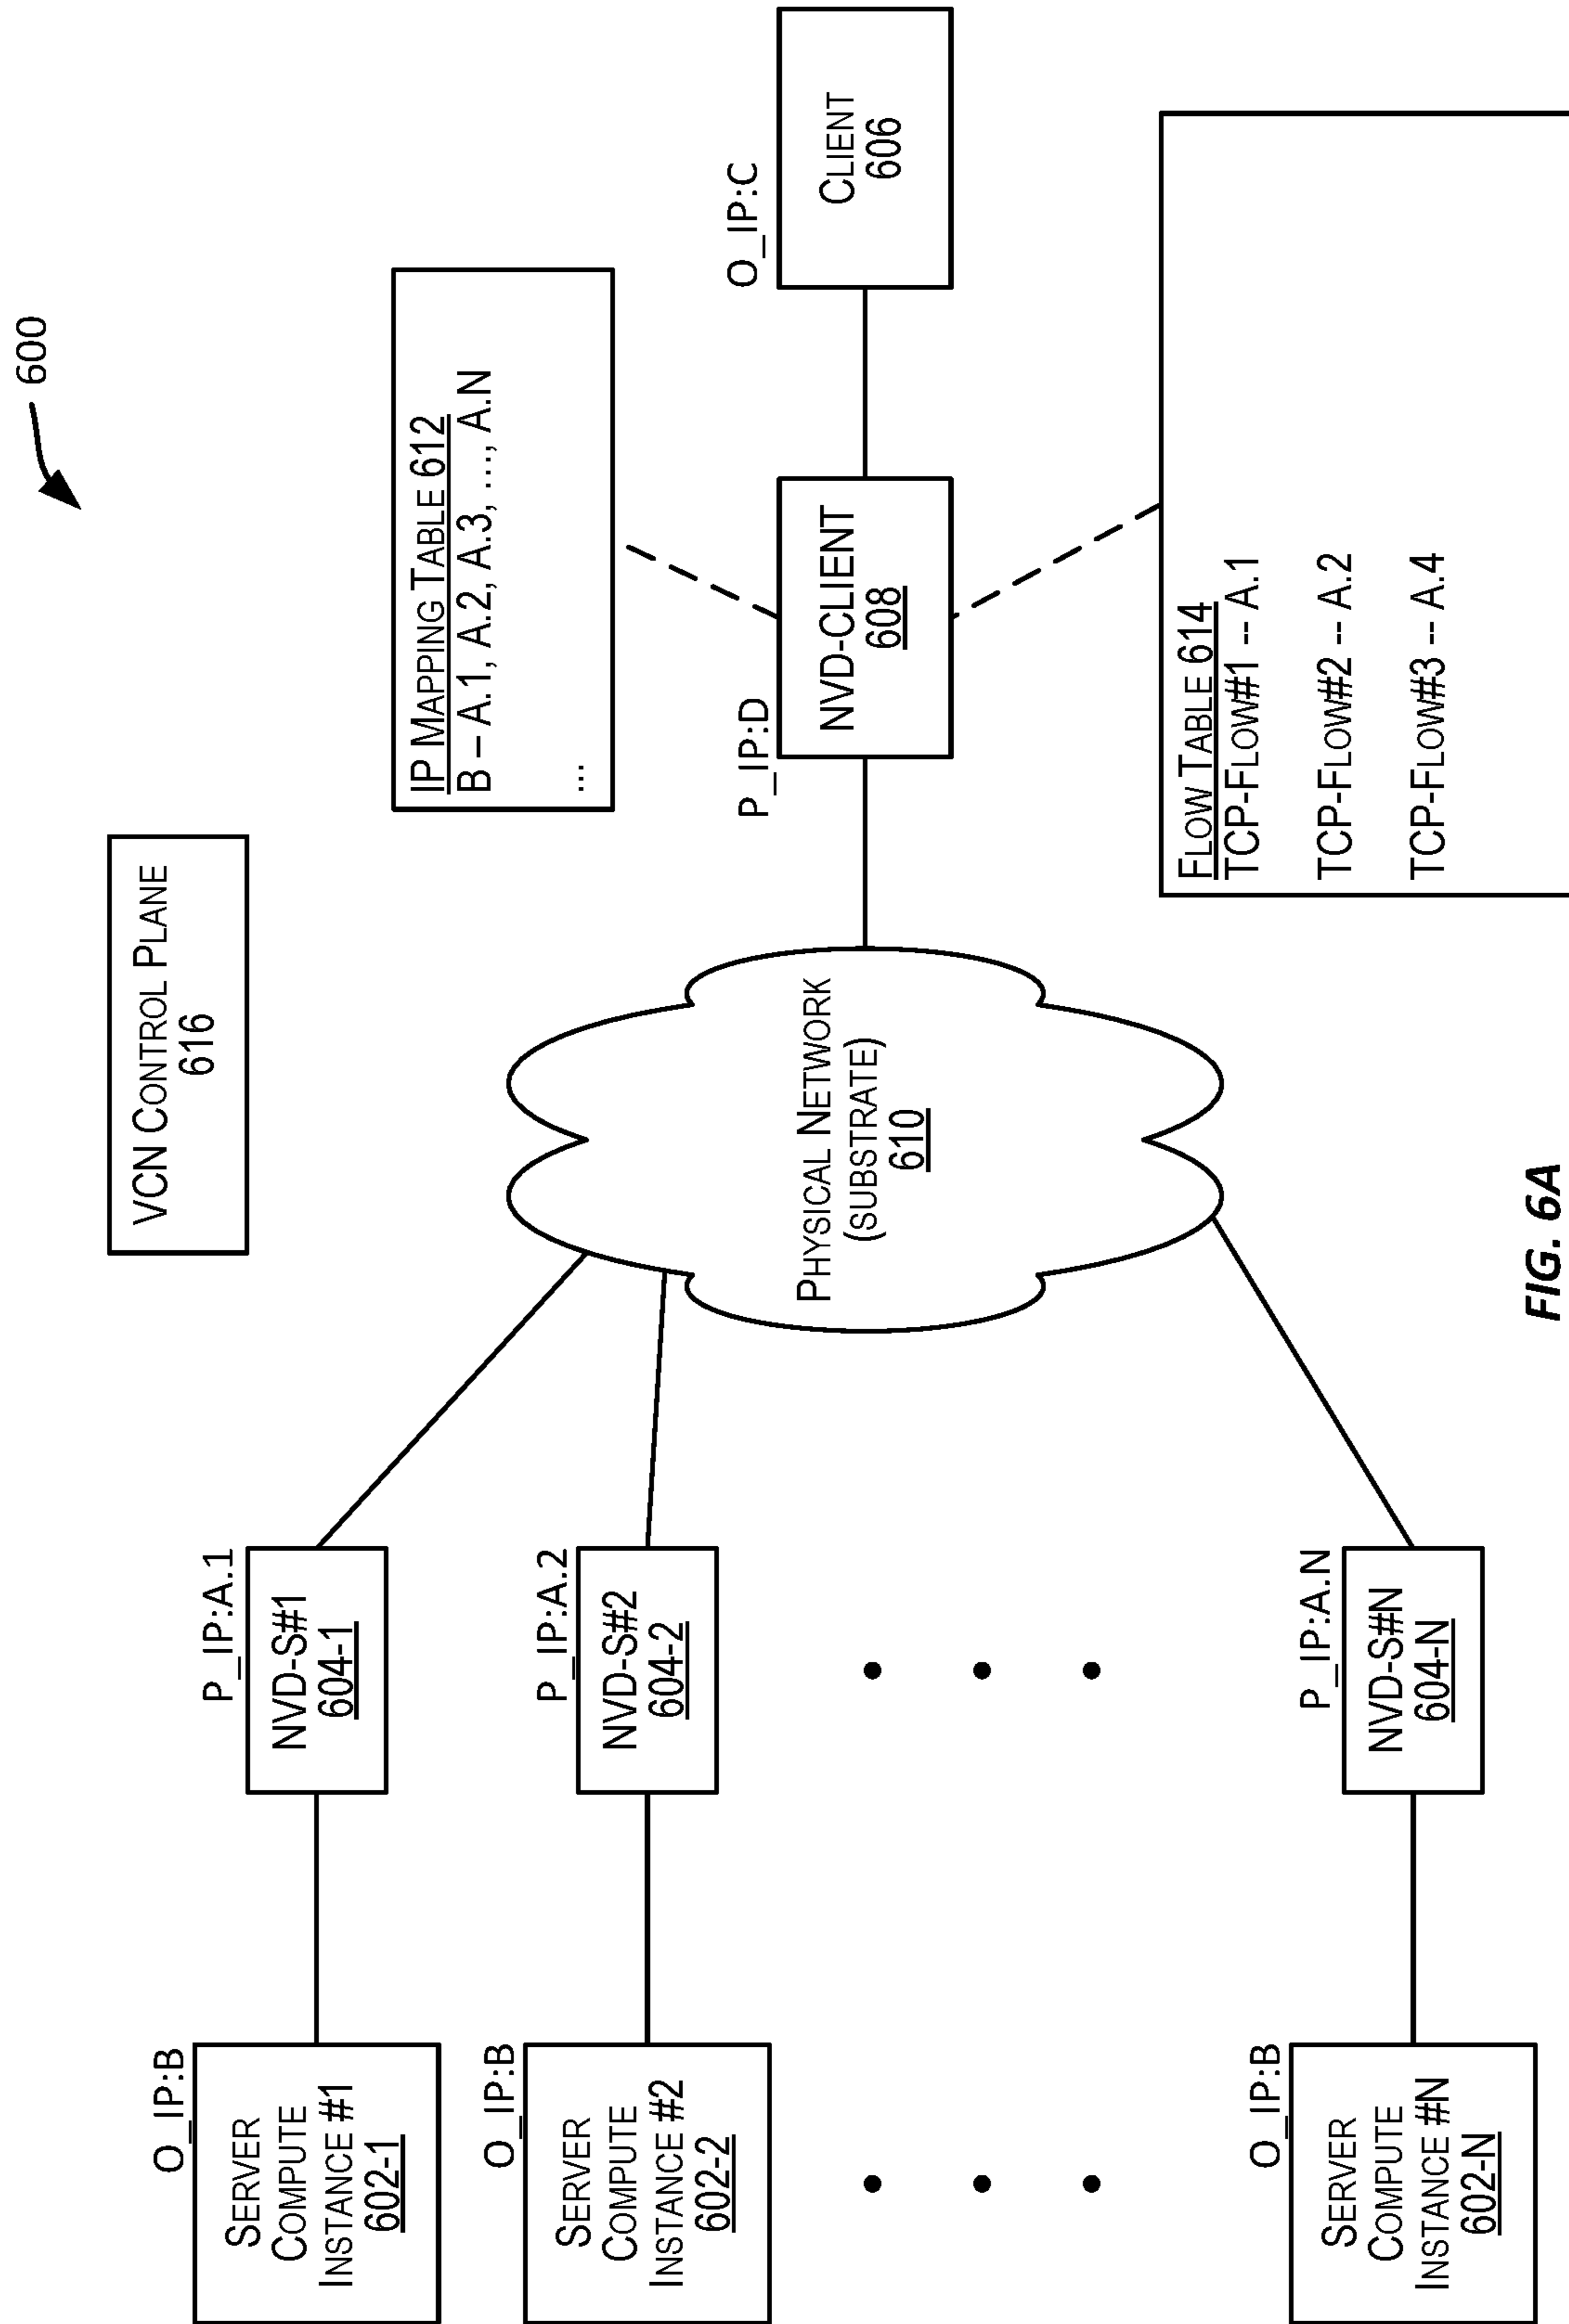 600
VCN CONTROL PLANE
616
IP MAPPING TABLE 612
B – A.1, A.2, A.3, ..., A.N
...
O_IP:B
SERVER
COMPUTE
INSTANCE #1
602-1
P_IP:A.1
NVD-S#1
604-1
O_IP:B
SERVER
COMPUTE
INSTANCE #2
602-2
P_IP:A.2
NVD-S#2
604-2
PHYSICAL NETWORK
(SUBSTRATE)
610
P_IP:D
NVD-CLIENT
608
O_IP:C
CLIENT
606
O_IP:B
SERVER
COMPUTE
INSTANCE #N
602-N
P_IP:A.N
NVD-S#N
604-N
FLOW TABLE 614
TCP-FLOW#1 -- A.1
TCP-FLOW#2 -- A.2
TCP-FLOW#3 -- A.4
FIG. 6A